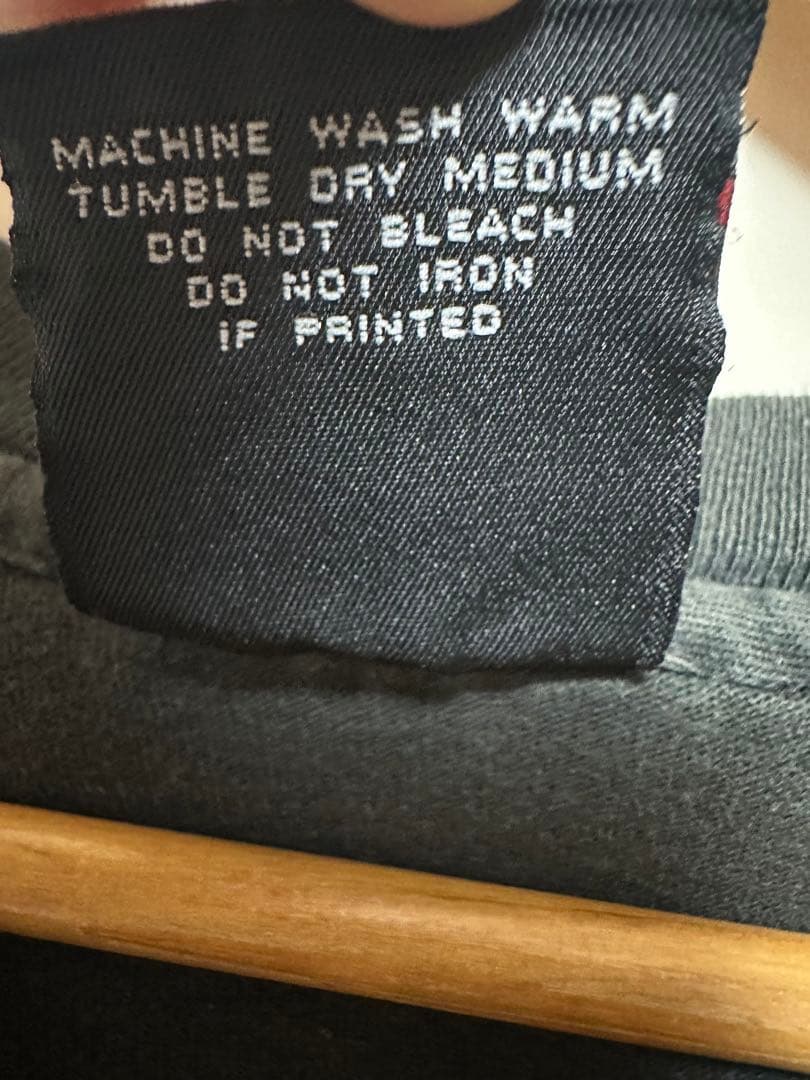 MACHINE WASH WARM
TUMBLE DRY MEDIUM
DO NOT BLEACH
DO NOT IRON
IF PRINTED